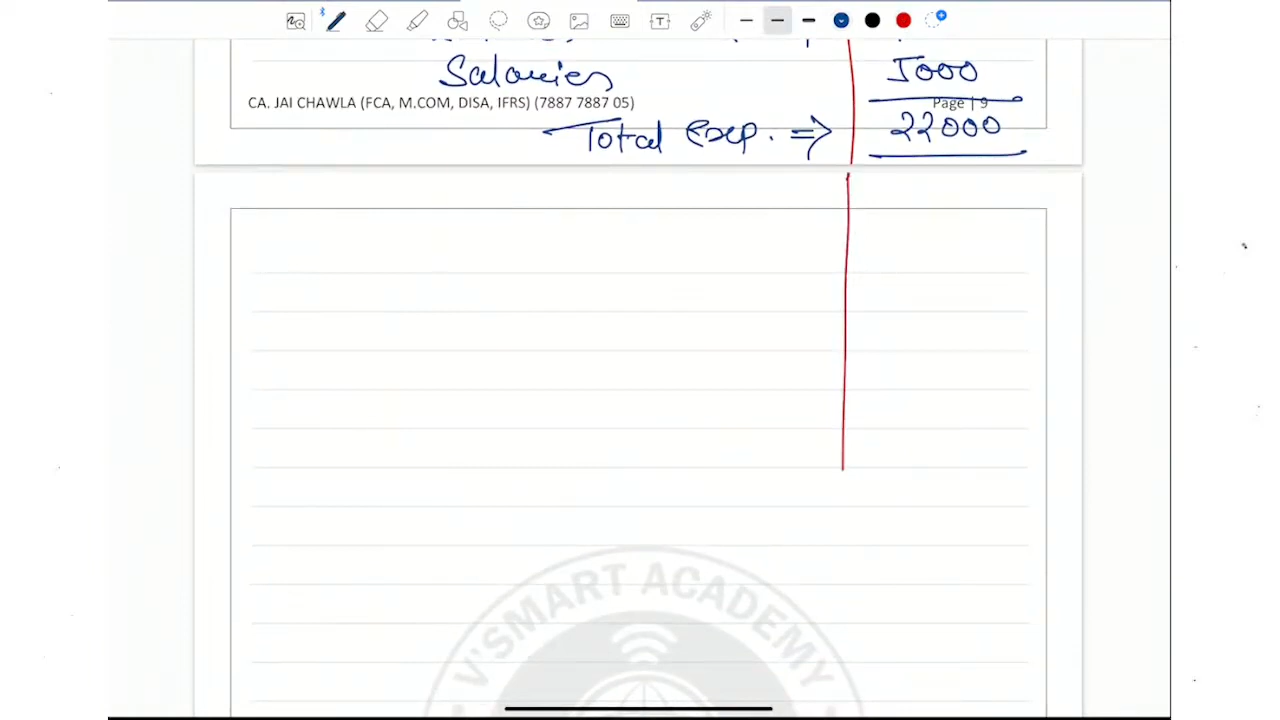 Salaries 5000
CA. JAI CHAWLA (FCA, M.COM, DISA, IFRS) (7887 7887 05) Page | 9
Total Exp. ⇒ 22000
V'SMART ACADEMY